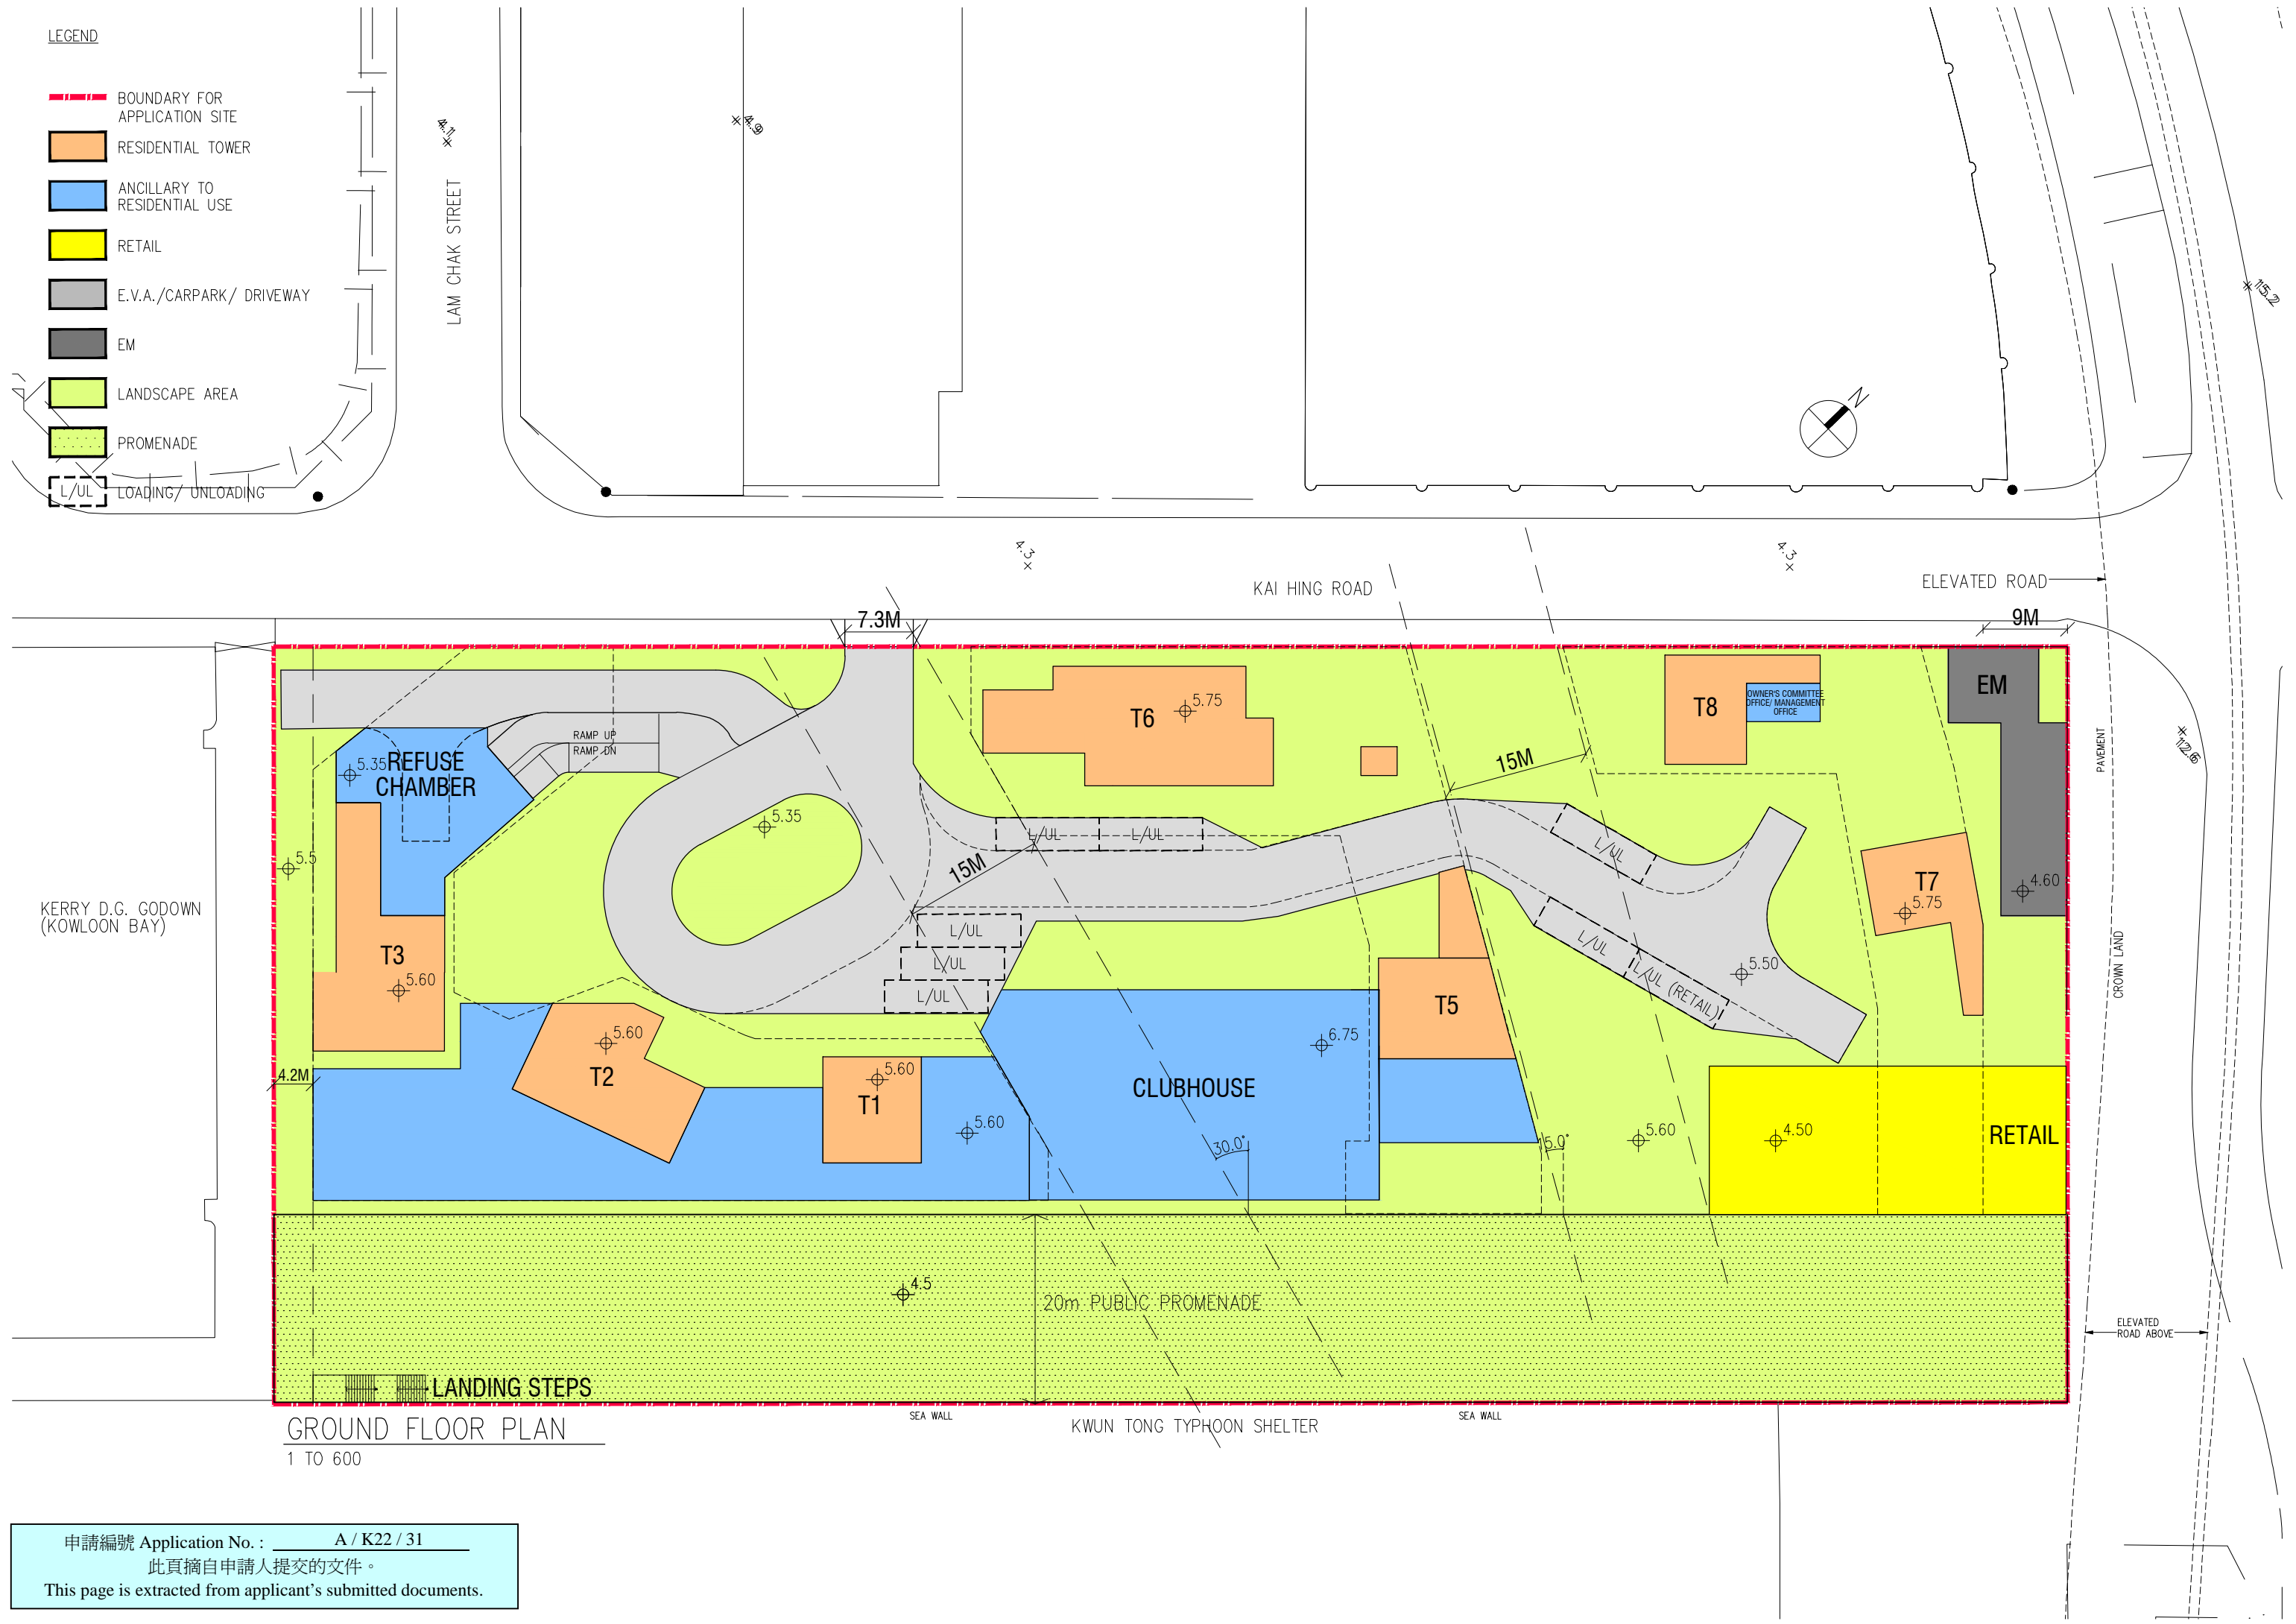 LEGEND
BOUNDARY FOR
APPLICATION SITE
RESIDENTIAL TOWER
ANCILLARY TO
RESIDENTIAL USE
RETAIL
E.V.A./CARPARK/ DRIVEWAY
EM
LANDSCAPE AREA
PROMENADE
L/UL LOADING/ UNLOADING
4.1
LAM CHAK STREET
4.9
N
15.2
4.3
4.3
KAI HING ROAD
ELEVATED ROAD
7.3M
9M
T6
5.75
T8
OWNER'S COMMITTEE
OFFICE/ MANAGEMENT
OFFICE
EM
RAMP UP
RAMP DN
REFUSE
CHAMBER
5.35
5.35
15M
PAVEMENT
12.6
L/UL
L/UL
L/UL
15M
5.5
KERRY D.G. GODOWN
(KOWLOON BAY)
T7
5.75
4.60
L/UL
L/UL
L/UL
L/UL
L/UL (RETAIL)
5.50
CROWN LAND
T3
5.60
T5
5.60
T2
5.60
T1
6.75
CLUBHOUSE
4.2M
5.60
30.0°
5.0°
5.60
4.50
RETAIL
4.5
20m PUBLIC PROMENADE
ELEVATED
ROAD ABOVE
LANDING STEPS
SEA WALL
KWUN TONG TYPHOON SHELTER
SEA WALL
GROUND FLOOR PLAN
1 TO 600
申請編號 Application No. : A / K22 / 31
此頁摘自申請人提交的文件。
This page is extracted from applicant's submitted documents.